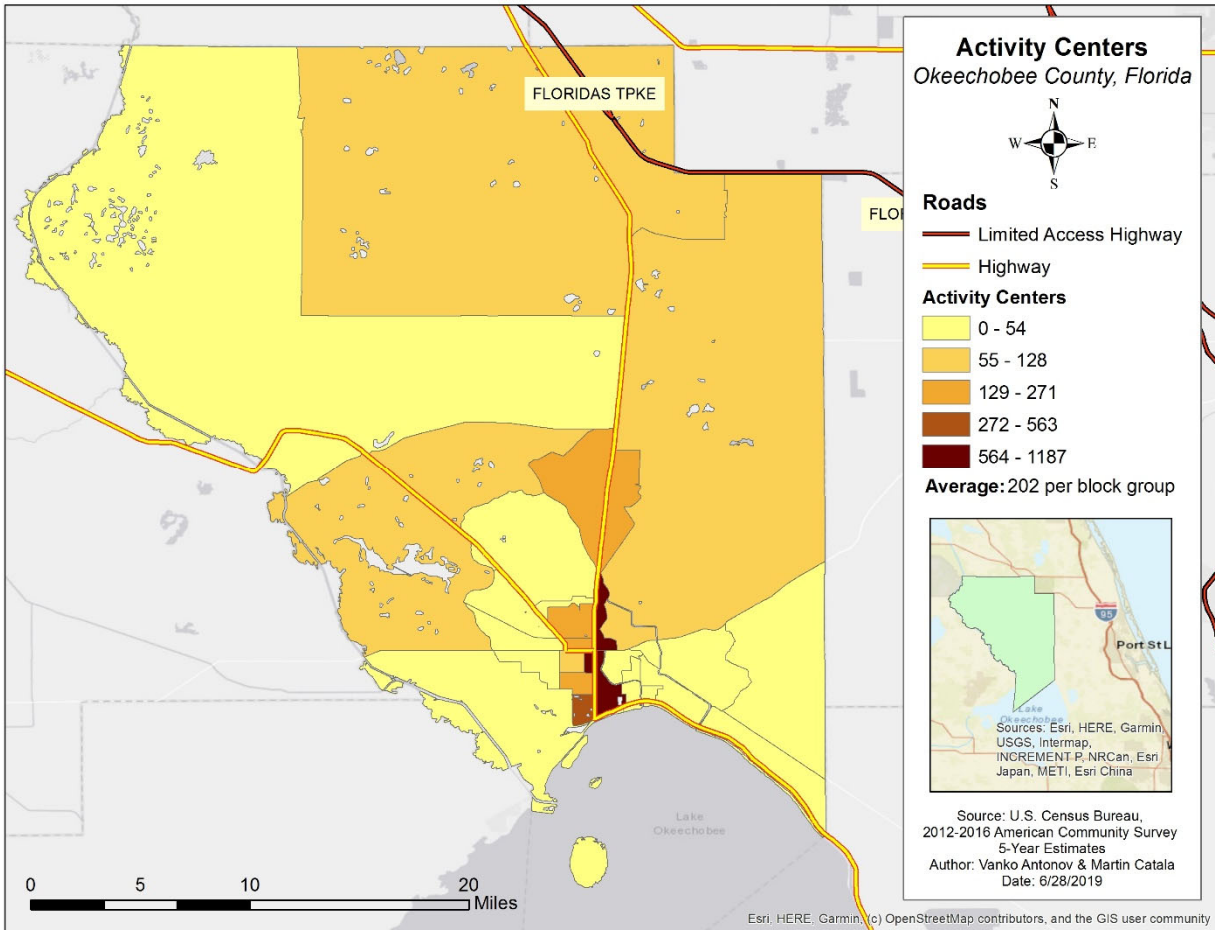 FLORIDAS TPKE
Lake
Okeechobee
0 5 10 20
Miles
Activity Centers
Okeechobee County, Florida
N
W E
S
Roads
Limited Access Highway
Highway
Activity Centers
0 - 54
55 - 128
129 - 271
272 - 563
564 - 1187
Average: 202 per block group
95
Port St L
Lake
Okeechobee
Sources: Esri, HERE, Garmin,
USGS, Intermap,
INCREMENT P, NRCan, Esri
Japan, METI, Esri China
Source: U.S. Census Bureau,
2012-2016 American Community Survey
5-Year Estimates
Author: Vanko Antonov & Martin Catala
Date: 6/28/2019
Esri, HERE, Garmin, (c) OpenStreetMap contributors, and the GIS user community